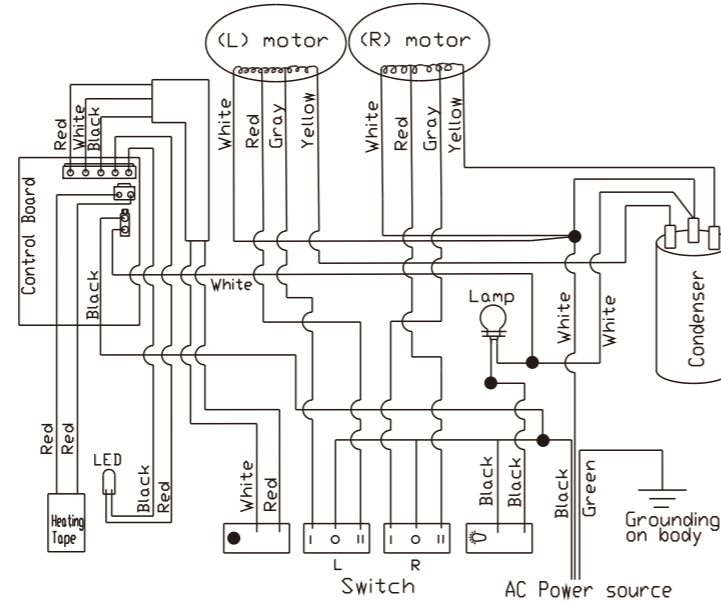 (L) motor
(R) motor
Red
White
Black
White
Red
Gray
Yellow
White
Red
Gray
Yellow
Control Board
Black
White
Lamp
White
White
Condenser
Red
Red
LED
Black
Red
White
Red
Black
Black
Black
Green
Heating
Tape
Grounding
on body
I O II
I O II
L
R
Switch
AC Power source